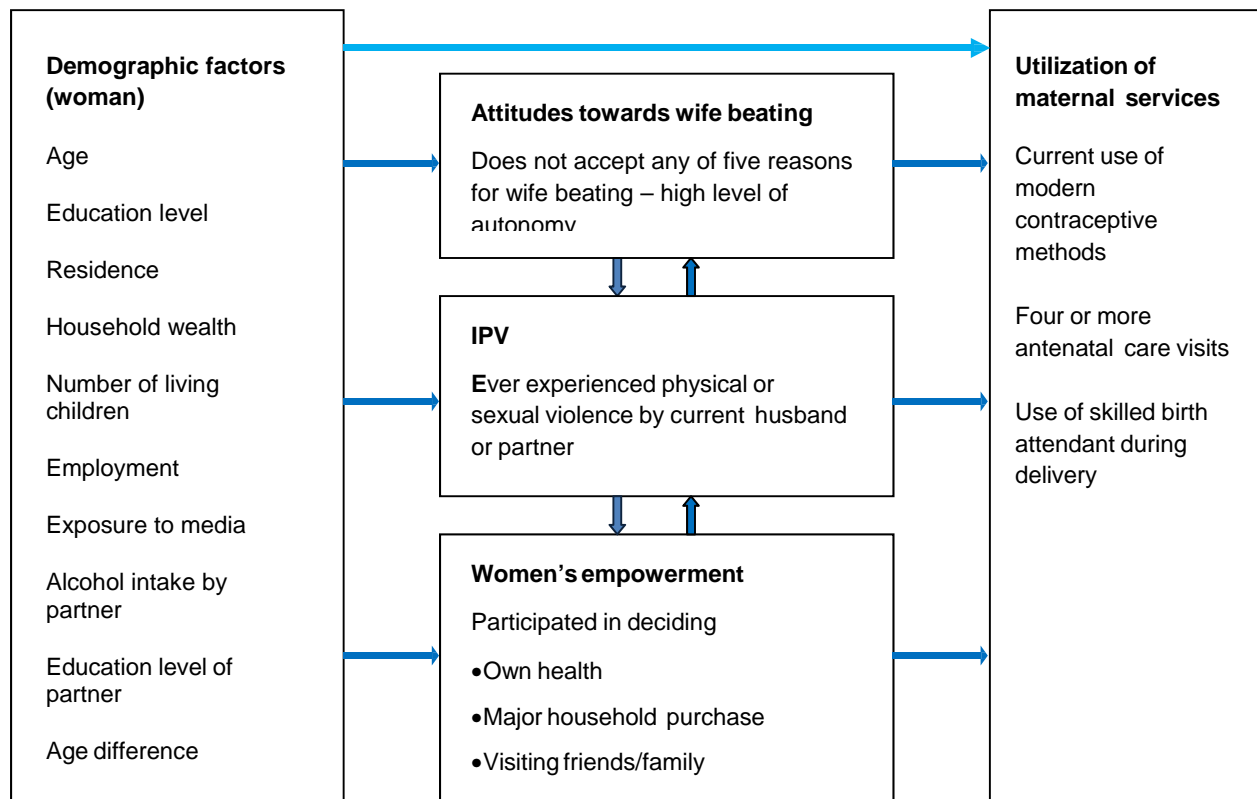 Demographic factors
(woman)
Age
Education level
Residence
Household wealth
Number of living
children
Employment
Exposure to media
Alcohol intake by
partner
Education level of
partner
Age difference
Attitudes towards wife beating
Does not accept any of five reasons
for wife beating – high level of
autonomy
IPV
Ever experienced physical or
sexual violence by current husband
or partner
Women’s empowerment
Participated in deciding
•Own health
•Major household purchase
•Visiting friends/family
Utilization of
maternal services
Current use of
modern
contraceptive
methods
Four or more
antenatal care visits
Use of skilled birth
attendant during
delivery